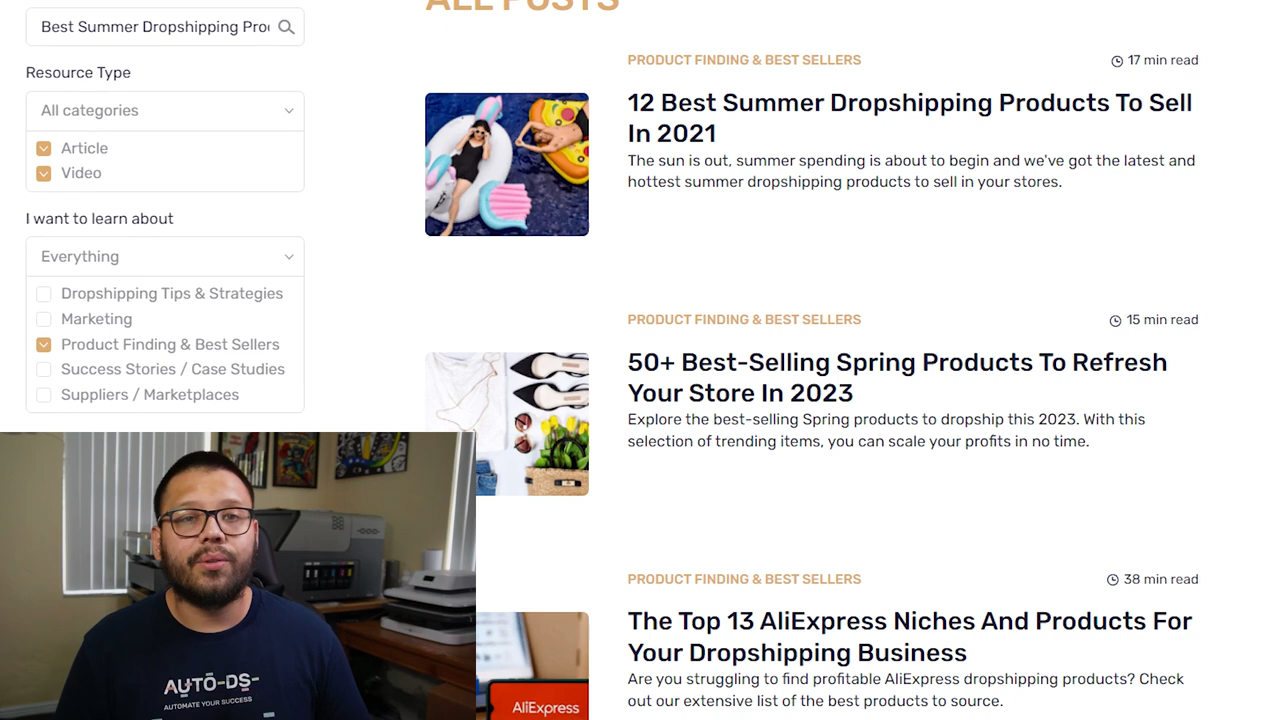 ALL POSTS
Best Summer Dropshipping Pro
Resource Type
All categories
Article
Video
I want to learn about
Everything
Dropshipping Tips & Strategies
Marketing
Product Finding & Best Sellers
Success Stories / Case Studies
Suppliers / Marketplaces
PRODUCT FINDING & BEST SELLERS
17 min read
12 Best Summer Dropshipping Products To Sell
In 2021
The sun is out, summer spending is about to begin and we've got the latest and
hottest summer dropshipping products to sell in your stores.
PRODUCT FINDING & BEST SELLERS
15 min read
50+ Best-Selling Spring Products To Refresh
Your Store In 2023
Explore the best-selling Spring products to dropship this 2023. With this
selection of trending items, you can scale your profits in no time.
PRODUCT FINDING & BEST SELLERS
38 min read
The Top 13 AliExpress Niches And Products For
Your Dropshipping Business
Are you struggling to find profitable AliExpress dropshipping products? Check
out our extensive list of the best products to source.
AliExpress
AUTO-DS-
AUTOMATE YOUR SUCCESS